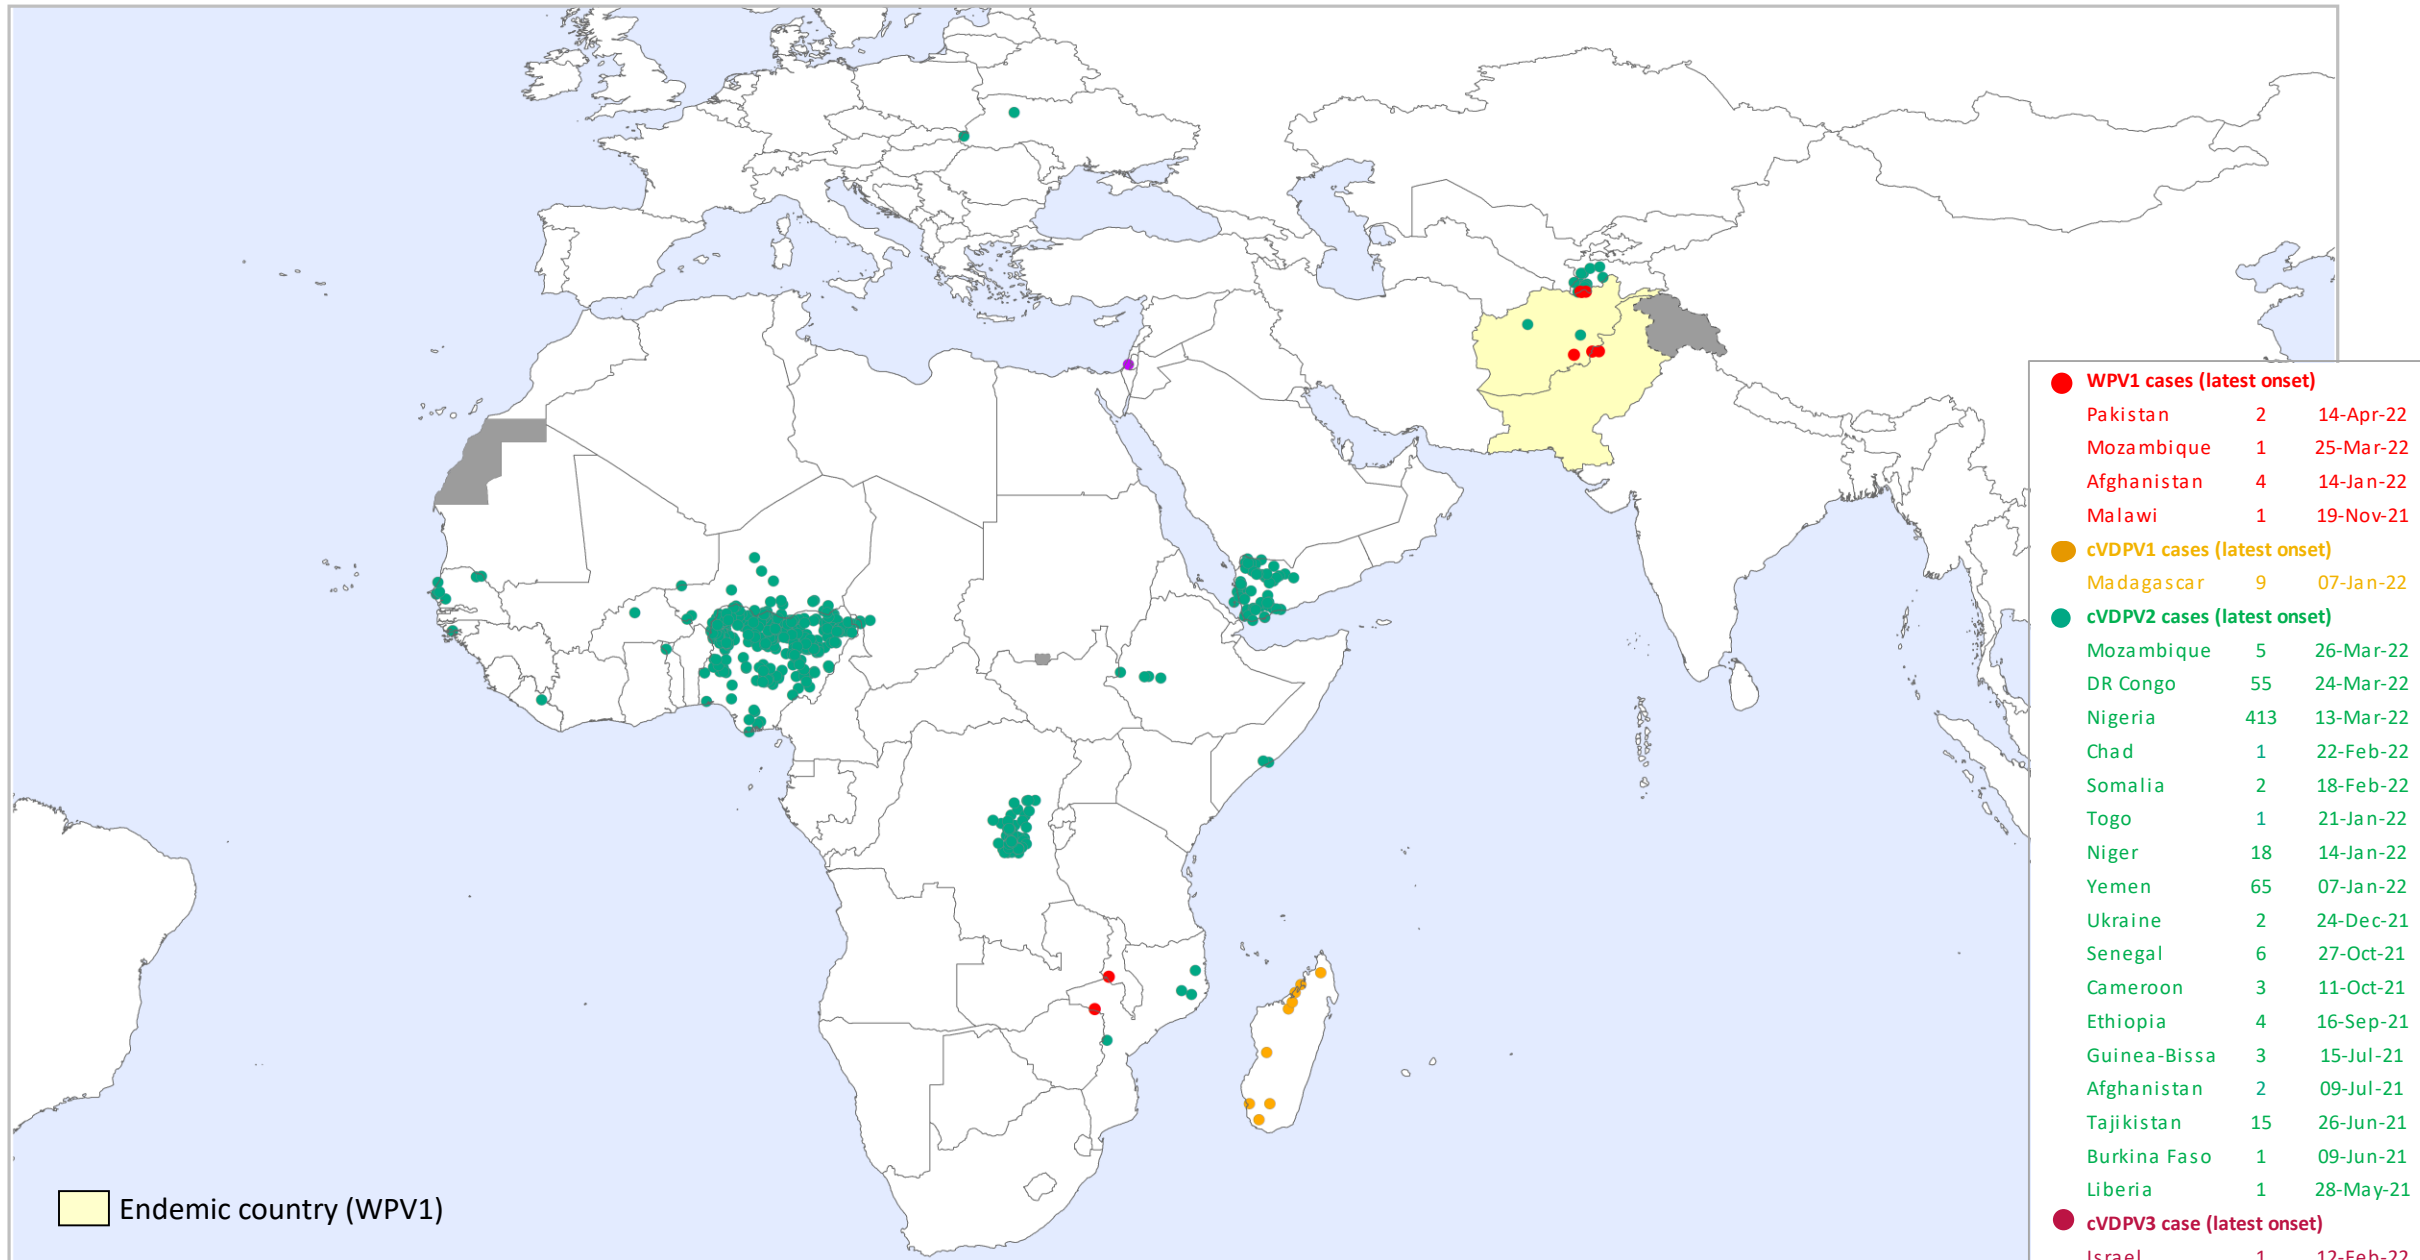 WPV1 cases (latest onset)
Pakistan 2 14-Apr-22
Mozambique 1 25-Mar-22
Afghanistan 4 14-Jan-22
Malawi 1 19-Nov-21
cVDPV1 cases (latest onset)
Madagascar 9 07-Jan-22
cVDPV2 cases (latest onset)
Mozambique 5 26-Mar-22
DR Congo 55 24-Mar-22
Nigeria 413 13-Mar-22
Chad 1 22-Feb-22
Somalia 2 18-Feb-22
Togo 1 21-Jan-22
Niger 18 14-Jan-22
Yemen 65 07-Jan-22
Ukraine 2 24-Dec-21
Senegal 6 27-Oct-21
Cameroon 3 11-Oct-21
Ethiopia 4 16-Sep-21
Guinea-Bissa 3 15-Jul-21
Afghanistan 2 09-Jul-21
Tajikistan 15 26-Jun-21
Burkina Faso 1 09-Jun-21
Liberia 1 28-May-21
cVDPV3 case (latest onset)
Israel 1 12-Feb-22
Endemic country (WPV1)